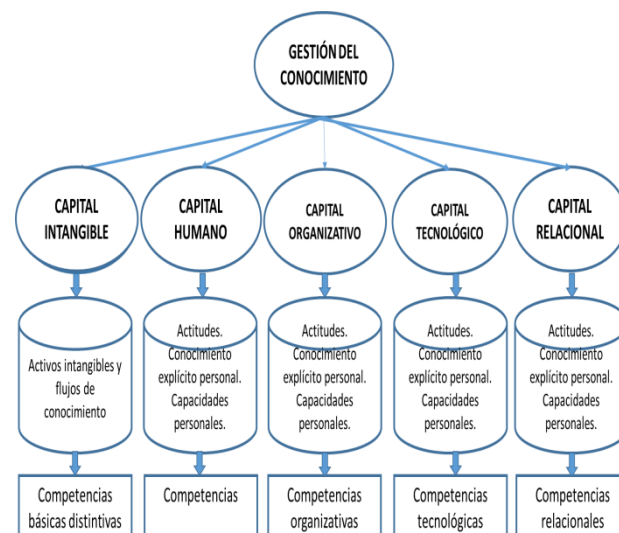 GESTIÓN DEL
CONOCIMIENTO
CAPITAL
INTANGIBLE
CAPITAL
HUMANO
CAPITAL
ORGANIZATIVO
CAPITAL
TECNOLÓGICO
CAPITAL
RELACIONAL
Activos intangibles y
flujos de
conocimiento
Actitudes.
Conocimiento
explícito personal.
Capacidades
personales.
Actitudes.
Conocimiento
explícito personal.
Capacidades
personales.
Actitudes.
Conocimiento
explícito personal.
Capacidades
personales.
Actitudes.
Conocimiento
explícito personal.
Capacidades
personales.
Competencias
básicas distintivas
Competencias
Competencias
organizativas
Competencias
tecnológicas
Competencias
relacionales